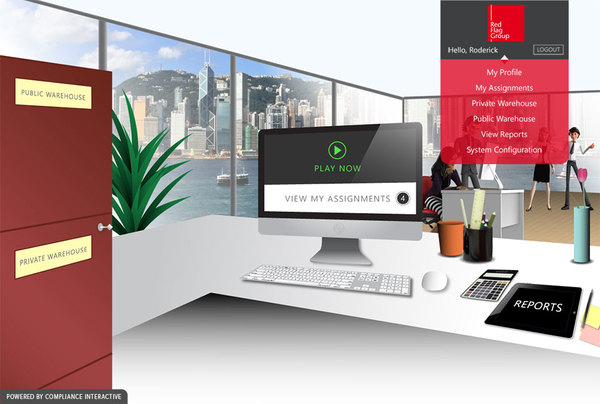 Red
Flag
Group
Hello, Roderick
LOGOUT
My Profile
My Assignments
Private Warehouse
Public Warehouse
View Reports
System Configuration
PUBLIC WAREHOUSE
PLAY NOW
VIEW MY ASSIGNMENTS 4
PRIVATE WAREHOUSE
REPORTS
POWERED BY COMPLIANCE INTERACTIVE